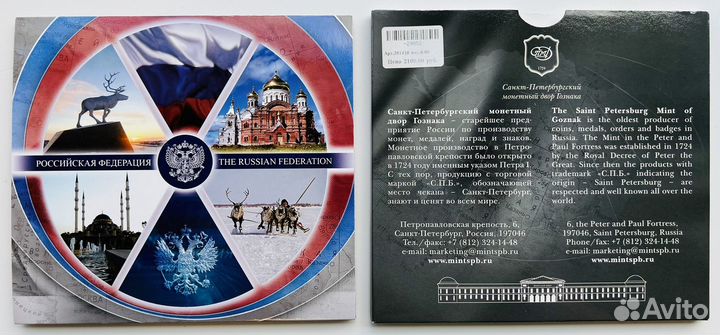 РОССИЙСКАЯ ФЕДЕРАЦИЯ
THE RUSSIAN FEDERATION
Цена 2100.00 руб.
1724
Санкт-Петербургский
монетный двор Гознака
Санкт-Петербургский монетный
двор Гознака – старейшее пред-
приятие России по производству
монет, медалей, наград и знаков.
Монетное производство в Петро-
павловской крепости было открыто
в 1724 году именным указом Петра I.
С тех пор, продукцию с торговой
маркой «С.П.Б.», обозначающей
место чекана – Санкт-Петербург,
знают и ценят во всем мире.
The Saint Petersburg Mint of
Goznak is the oldest producer of
coins, medals, orders and badges in
Russia. The Mint in the Peter and
Paul Fortress was established in 1724
by the Royal Decree of Peter the
Great. Since then the products with
trademark «С.П.Б.» indicating the
origin – Saint Petersburg – are
respected and well known all over the
world.
Петропавловская крепость, 6,
Санкт-Петербург, Россия, 197046
Тел./факс: +7 (812) 324-14-48
e-mail: marketing@mintspb.ru
www.mintspb.ru
6, the Peter and Paul Fortress,
197046, Saint Petersburg, Russia
Phone/fax: +7 (812) 324-14-48
e-mail: marketing@mintspb.ru
www.mintspb.ru
Avito